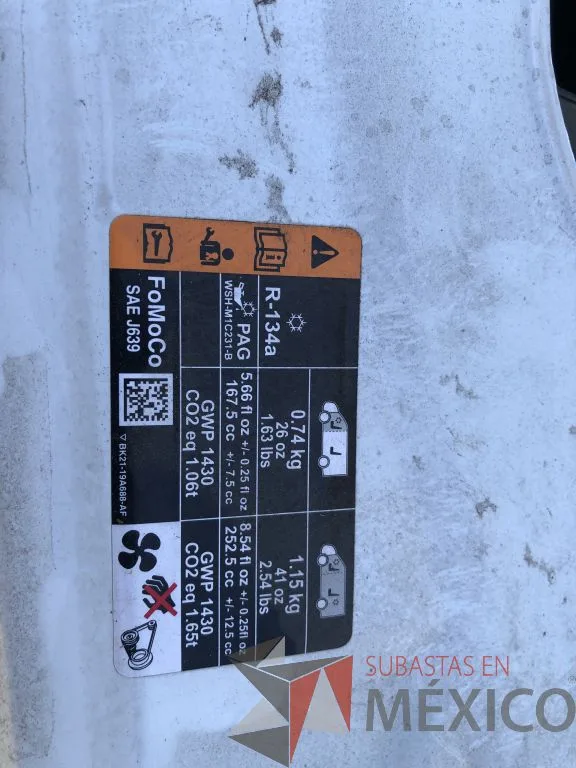 R-134a
0.74 kg
26 oz
1.63 lbs
1.15 kg
41 oz
2.54 lbs
PAG
WSH-M1C231-B
5.66 fl oz +/- 0.25 fl oz
167.5 cc +/- 7.5 cc
8.54 fl oz +/- 0.25fl oz
252.5 cc +/- 12.5 cc
GWP 1430
CO2 eq 1.06t
GWP 1430
CO2 eq 1.65t
FoMoCo
SAE J639
▽ BK21-19A688-AF
SUBASTAS EN
MÉXICO